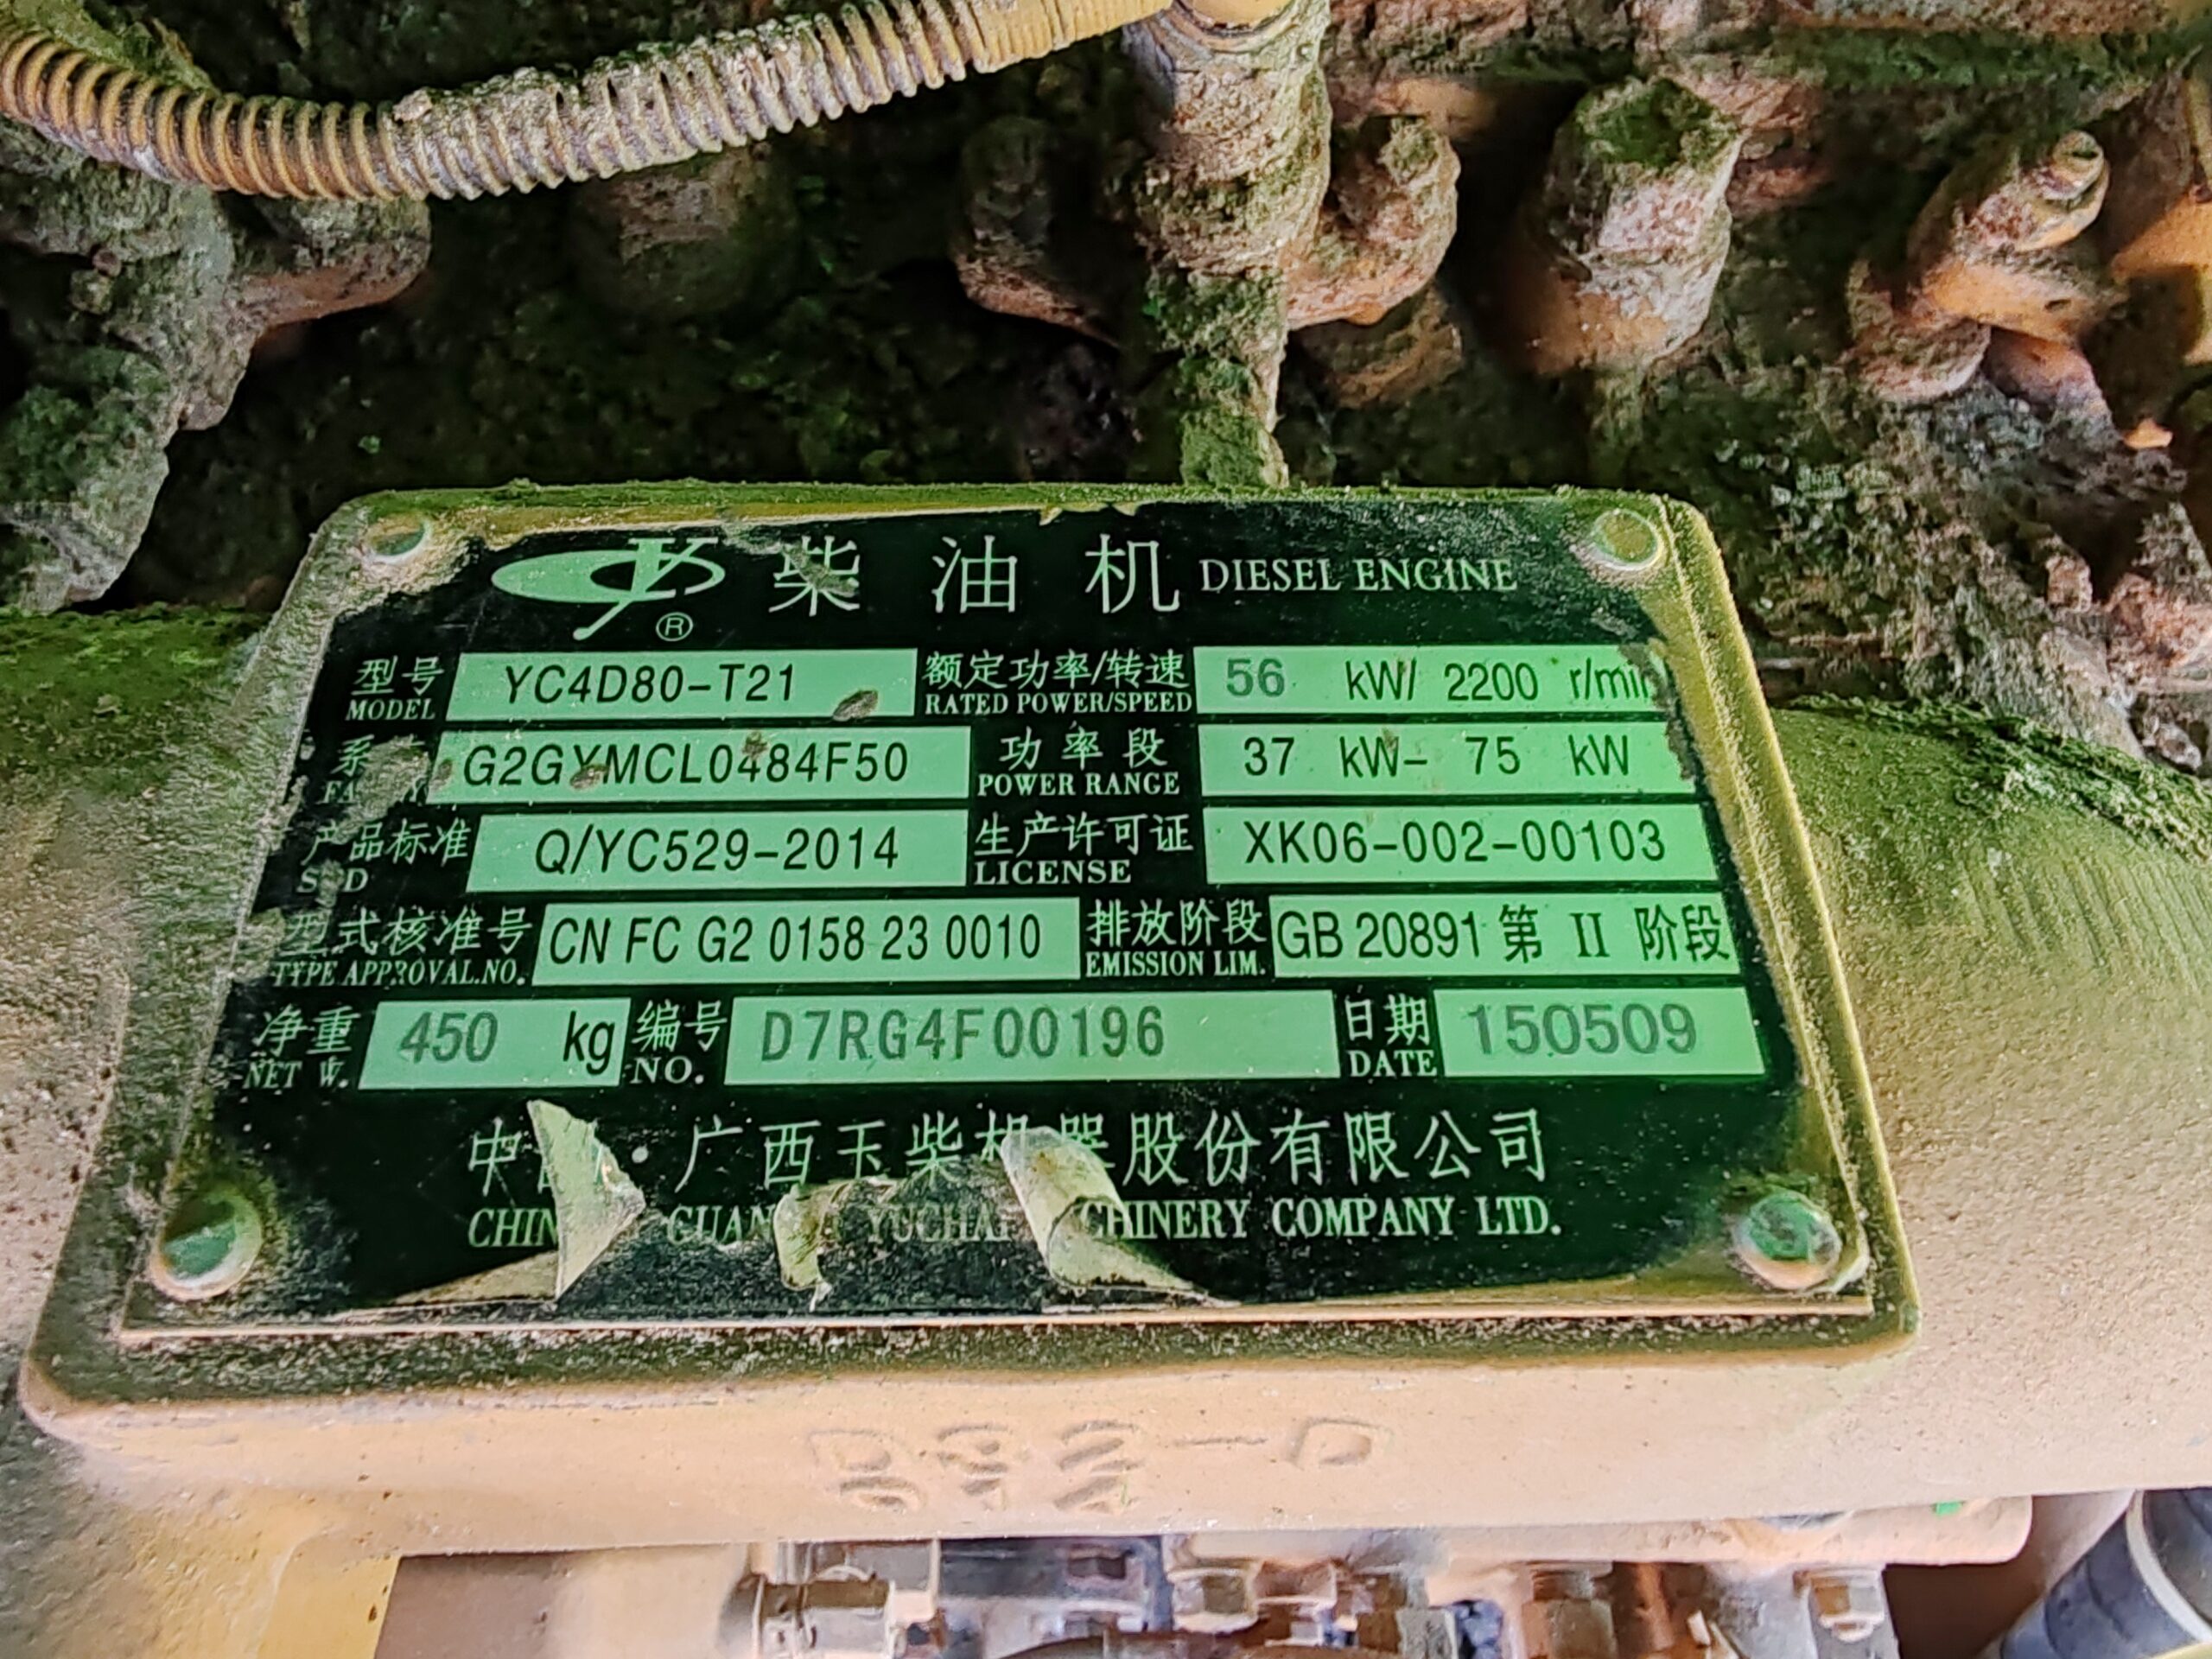 ® 柴油机 DIESEL ENGINE
型号 YC4D80-T21 额定功率/转速 56 kW/ 2200
MODEL RATED POWER/SPEED
G2GYMCL0484F50 功率段 37 kW- 75 kW
POWER RANGE
产品标准 Q/YC529-2014 生产许可证 XK06-002-00103
LICENSE
型式核准号 CN FC G2 0158 23 0010 排放阶段 GB 20891 第 II 阶段
TYPE APPROVAL.NO. EMISSION LIM.
净重 450 kg 编号 D7RG4F00196 日期 150509
NET W. NO. DATE
广西玉柴机器股份有限公司
COMPANY LTD.